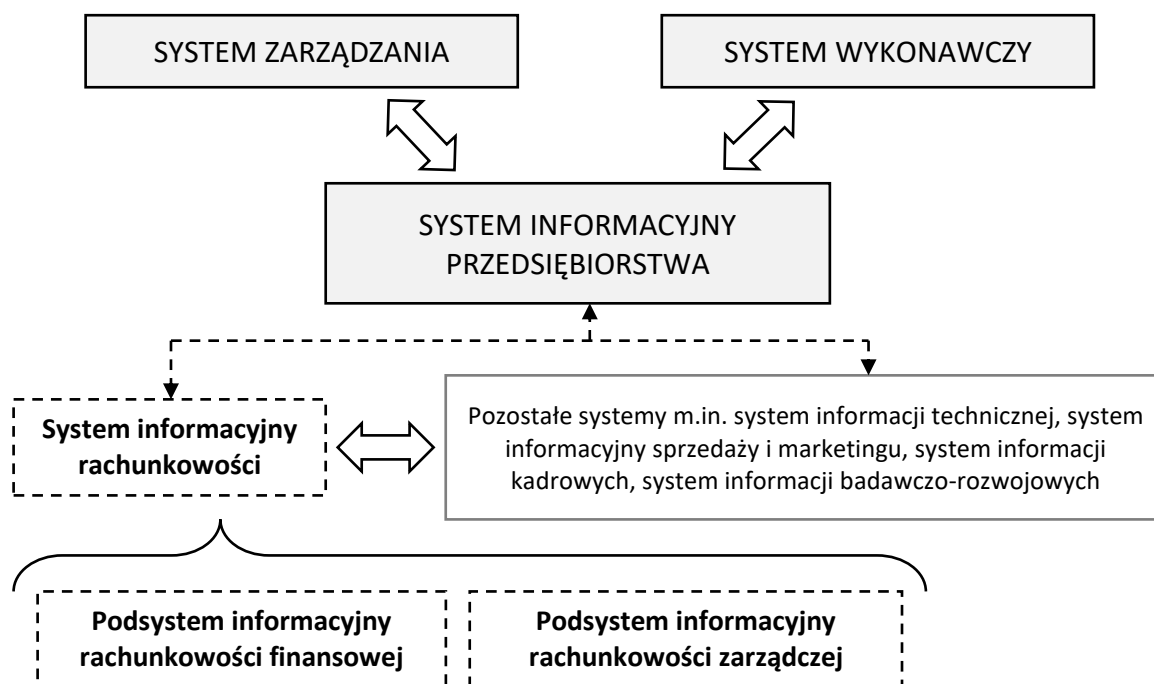 SYSTEM ZARZĄDZANIA
SYSTEM WYKONAWCZY
SYSTEM INFORMACYJNY
PRZEDSIĘBIORSTWA
System informacyjny
rachunkowości
Pozostałe systemy m.in. system informacji technicznej, system
informacyjny sprzedaży i marketingu, system informacji
kadrowych, system informacji badawczo-rozwojowych
Podsystem informacyjny
rachunkowości finansowej
Podsystem informacyjny
rachunkowości zarządczej